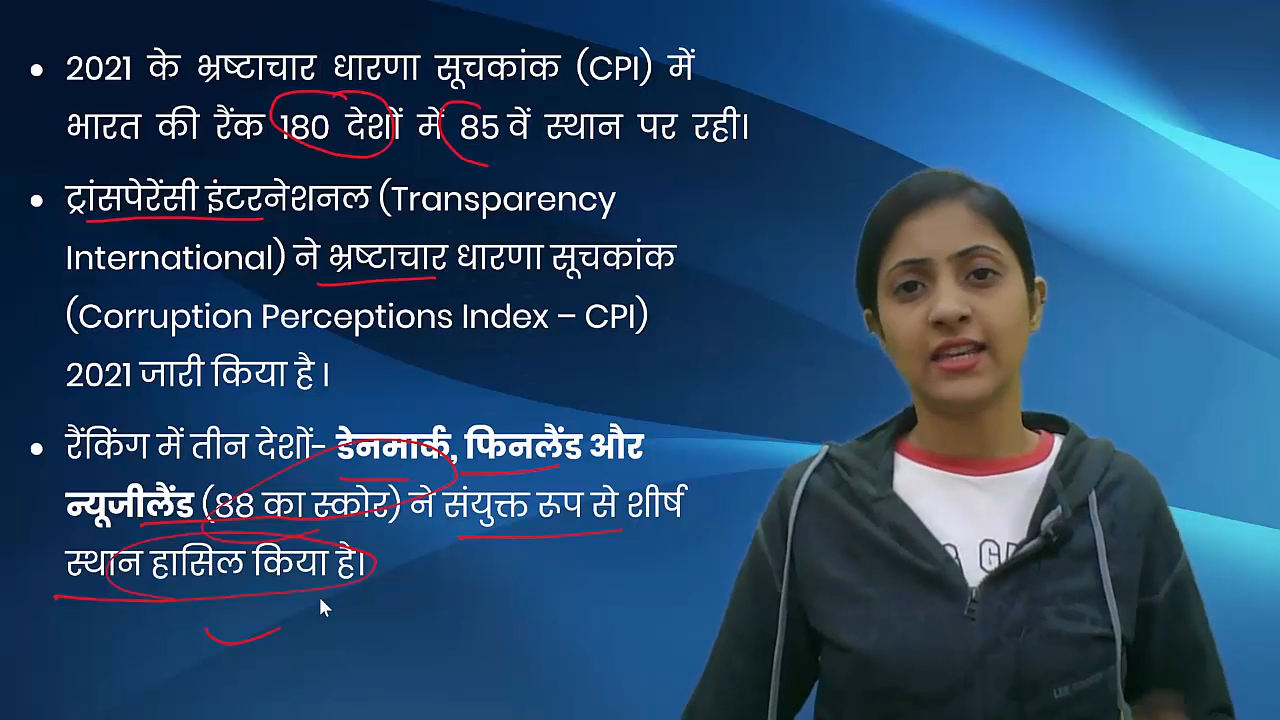 • 2021 के भ्रष्टाचार धारणा सूचकांक (CPI) में
भारत की रैंक 180 देशों में 85 वें स्थान पर रही।
• ट्रांसपेरेंसी इंटरनेशनल (Transparency
International) ने भ्रष्टाचार धारणा सूचकांक
(Corruption Perceptions Index – CPI)
2021 जारी किया है ।
• रैंकिंग में तीन देशों- डेनमार्क, फिनलैंड और
न्यूजीलैंड (88 का स्कोर) ने संयुक्त रूप से शीर्ष
स्थान हासिल किया है।